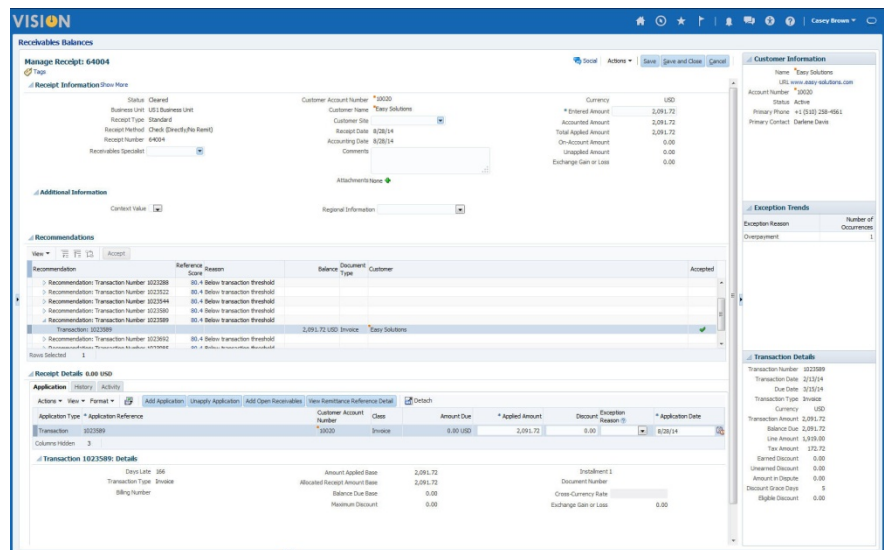 VISION
Casey Brown
Receivables Balances
Manage Receipt: 64004
Social Actions Save Save and Close Cancel
Tags
Receipt Information Show More
Status Cleared
Business Unit US1 Business Unit
Receipt Type Standard
Receipt Method Check (Directly/No Remit)
Receipt Number 64004
Receivables Specialist
Customer Account Number 10020
Customer Name Easy Solutions
Customer Site
Receipt Date 8/28/14
Accounting Date 8/28/14
Comments
Attachments None
Currency USD
* Entered Amount 2,091.72
Accounted Amount 2,091.72
Total Applied Amount 2,091.72
On-Account Amount 0.00
Unapplied Amount 0.00
Exchange Gain or Loss 0.00
Additional Information
Context Value
Regional Information
Recommendations
View Accept
Recommendation Reference Score Reason Balance Document Type Customer Accepted
Recommendation: Transaction Number 1023288 80.4 Below transaction threshold
Recommendation: Transaction Number 1023522 80.4 Below transaction threshold
Recommendation: Transaction Number 1023544 80.4 Below transaction threshold
Recommendation: Transaction Number 1023580 80.4 Below transaction threshold
Recommendation: Transaction Number 1023589 80.4 Below transaction threshold
Transaction: 1023589 2,091.72 USD Invoice Easy Solutions
Recommendation: Transaction Number 1023692 80.4 Below transaction threshold
Rows Selected 1
Receipt Details 0.00 USD
Application History Activity
Actions View Format Add Application Unapply Application Add Open Receivables View Remittance Reference Detail Detach
Application Type * Application Reference Customer Account Number Class Amount Due * Applied Amount Discount Exception Reason * Application Date
Transaction 1023589 10020 Invoice 0.00 USD 2,091.72 0.00 8/28/14
Columns Hidden 3
Transaction 1023589: Details
Days Late 166
Transaction Type Invoice
Billing Number
Amount Applied Base 2,091.72
Allocated Receipt Amount Base 2,091.72
Balance Due Base 0.00
Maximum Discount 0.00
Installment 1
Document Number
Cross-Currency Rate
Exchange Gain or Loss 0.00
Customer Information
Name Easy Solutions
URL www.easy-solutions.com
Account Number 10020
Status Active
Primary Phone +1 (510) 258-4561
Primary Contact Darlene Davis
Exception Trends
Exception Reason Number of Occurrences
Overpayment 1
Transaction Details
Transaction Number 1023589
Transaction Date 2/13/14
Due Date 3/15/14
Transaction Type Invoice
Currency USD
Transaction Amount 2,091.72
Balance Due 2,091.72
Line Amount 1,919.00
Tax Amount 172.72
Earned Discount 0.00
Unearned Discount 0.00
Amount in Dispute 0.00
Discount Grace Days 5
Eligible Discount 0.00